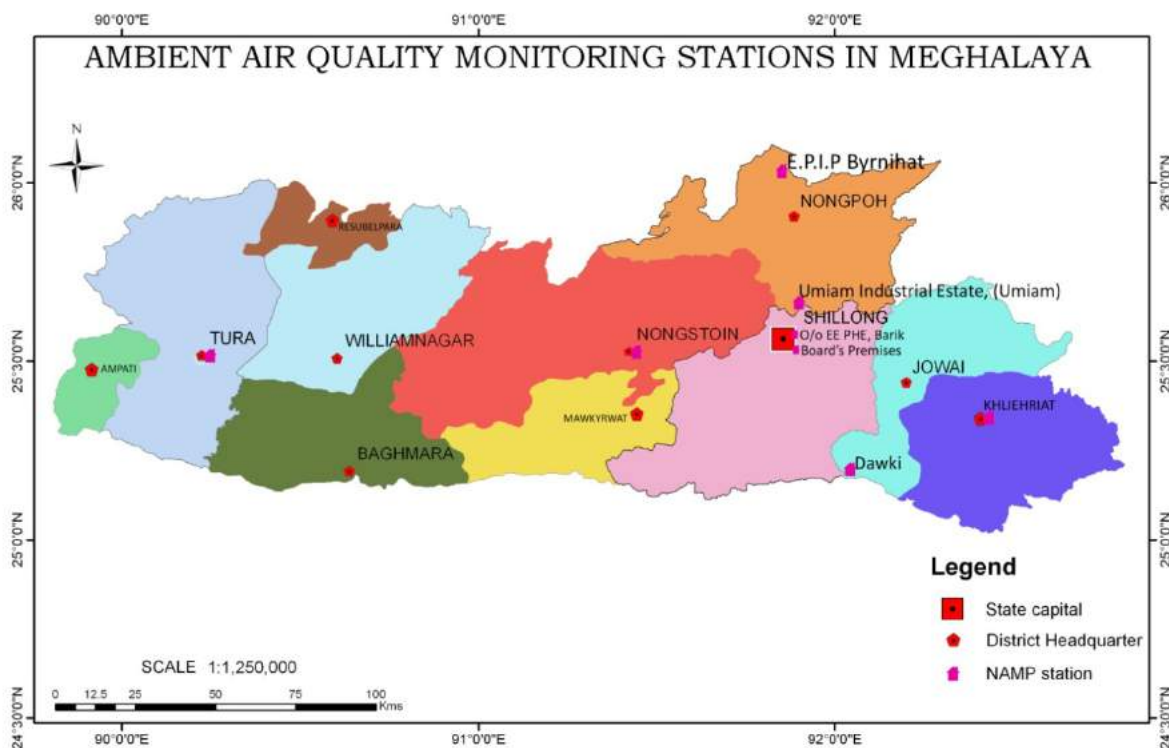 90°0'0"E 91°0'0"E 92°0'0"E
AMBIENT AIR QUALITY MONITORING STATIONS IN MEGHALAYA
N
E.P.I.P Byrnihat
26°0'0"N 26°0'0"N
NONGPOH
RESUBELPARA
Umiam Industrial Estate, (Umiam)
SHILLONG
TURA
WILLIAMNAGAR
NONGSTOIN
O/o EE PHE, Barik
Board's Premises
25°30'0"N 25°30'0"N
AMPATI
JOWAI
KHLIEHRIAT
MAWKYRWAT
BAGHMARA
Dawki
25°0'0"N 25°0'0"N
Legend
State capital
District Headquarter
NAMP station
SCALE 1:1,250,000
0 12.5 25 50 75 100
Kms
24°30'0"N 24°30'0"N
90°0'0"E 91°0'0"E 92°0'0"E